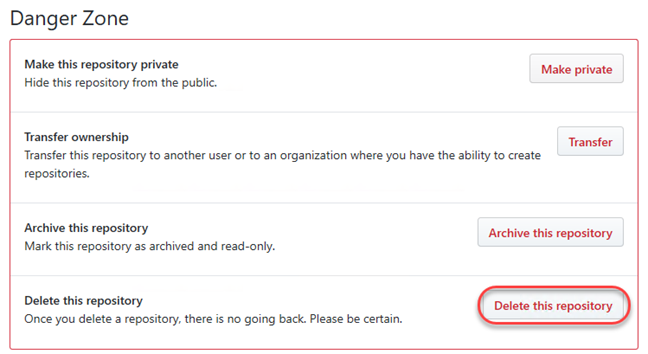 Danger Zone
Make this repository private
Hide this repository from the public.
Make private
Transfer ownership
Transfer this repository to another user or to an organization where you have the ability to create
repositories.
Transfer
Archive this repository
Mark this repository as archived and read-only.
Archive this repository
Delete this repository
Once you delete a repository, there is no going back. Please be certain.
Delete this repository